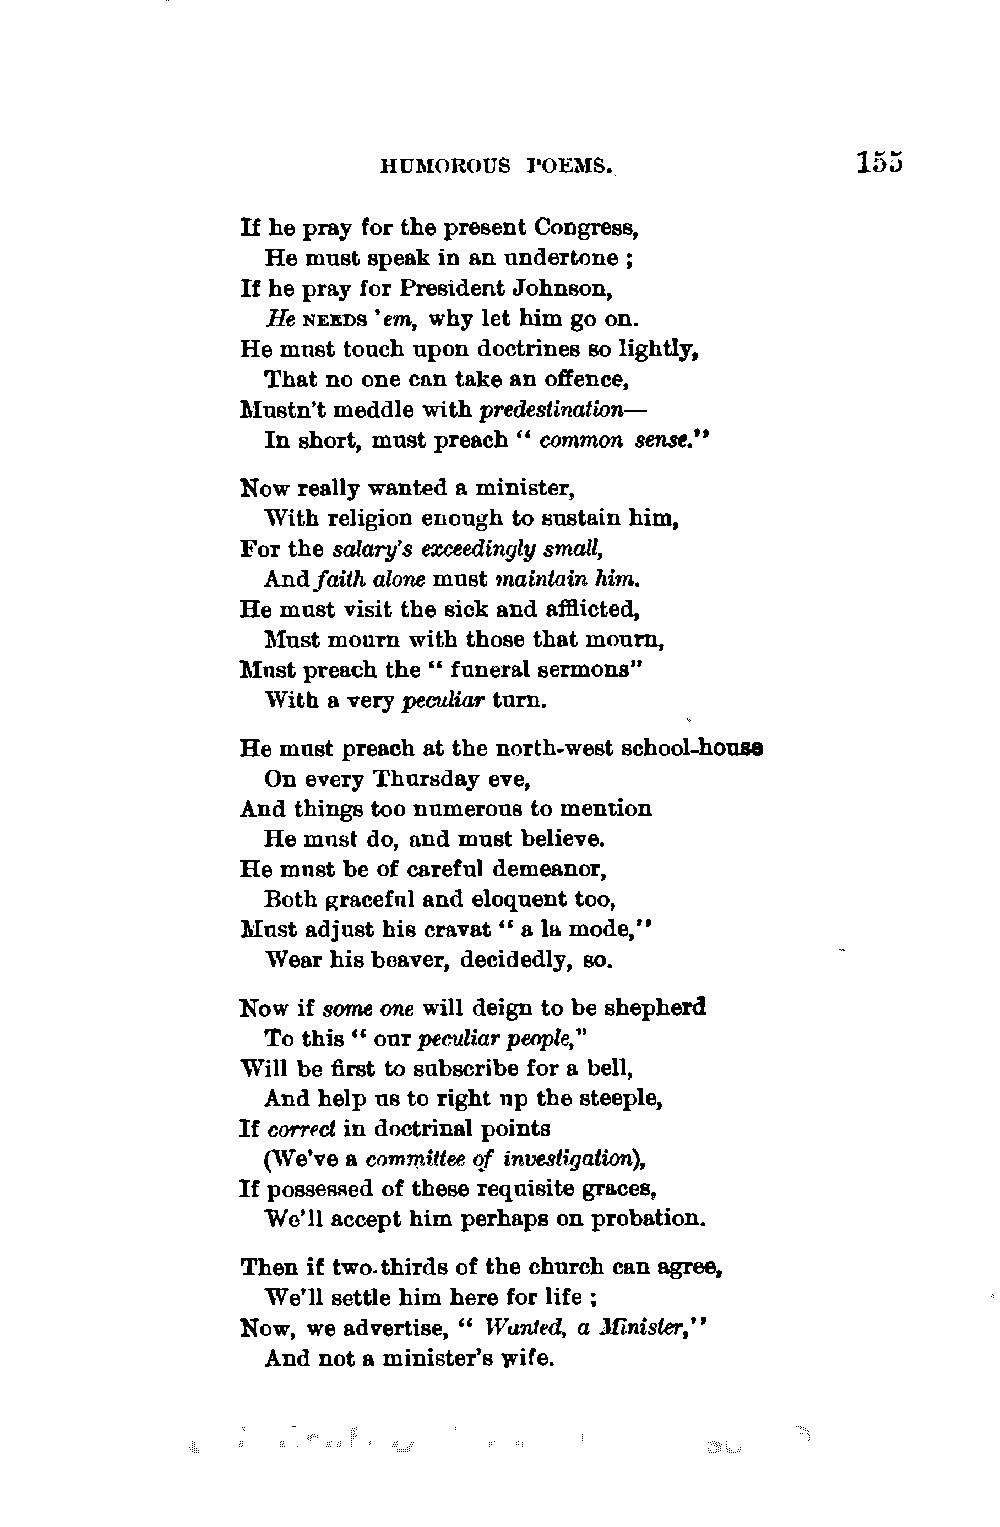 HUMOROUS POEMS. 155
If he pray for the present Congress,
He must speak in an undertone ;
If he pray for President Johnson,
He NEEDS 'em, why let him go on.
He must touch upon doctrines so lightly,
That no one can take an offence,
Mustn't meddle with predestination—
In short, must preach " common sense."
Now really wanted a minister,
With religion enough to sustain him,
For the salary's exceedingly small,
And faith alone must maintain him.
He must visit the sick and afflicted,
Must mourn with those that mourn,
Must preach the " funeral sermons"
With a very peculiar turn.
He must preach at the north-west school-house
On every Thursday eve,
And things too numerous to mention
He must do, and must believe.
He must be of careful demeanor,
Both graceful and eloquent too,
Must adjust his cravat " a la mode,"
Wear his beaver, decidedly, so.
Now if some one will deign to be shepherd
To this " our peculiar people,"
Will be first to subscribe for a bell,
And help us to right up the steeple,
If correct in doctrinal points
(We've a committee of investigation),
If possessed of these requisite graces,
We'll accept him perhaps on probation.
Then if two-thirds of the church can agree,
We'll settle him here for life ;
Now, we advertise, " Wanted, a Minister,"
And not a minister's wife.